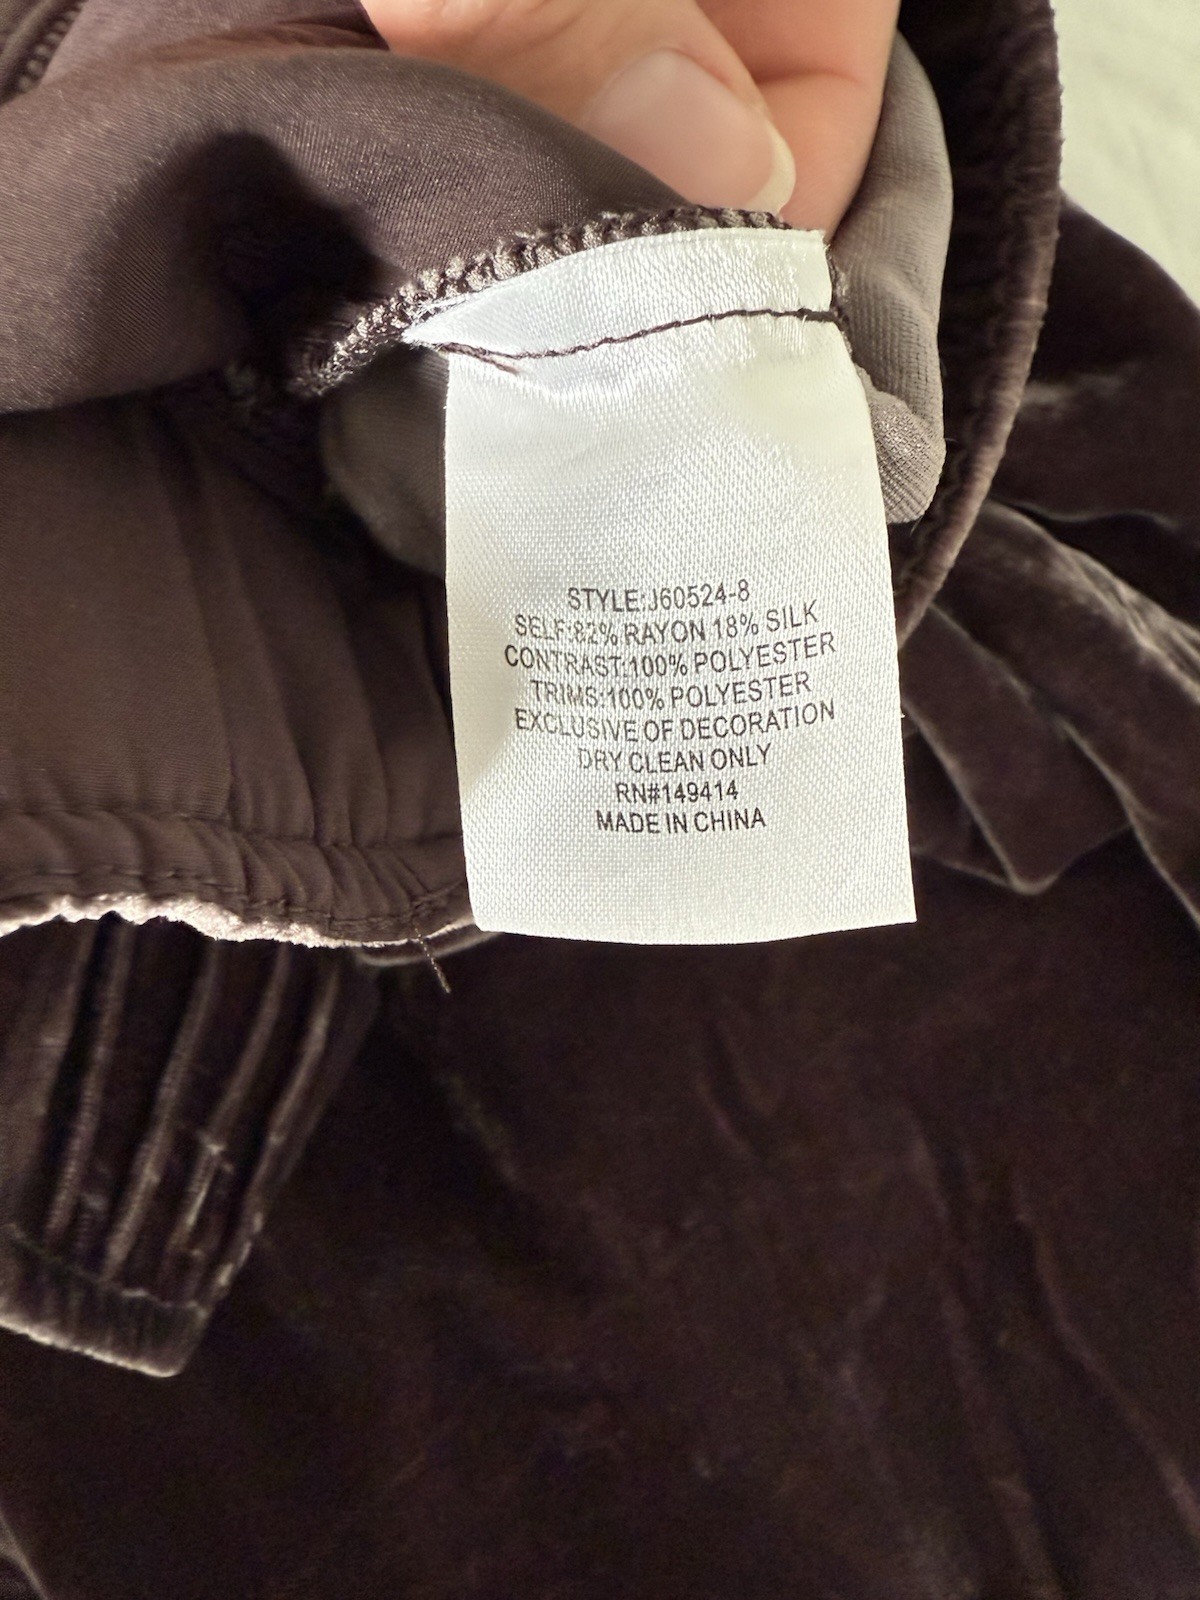 STYLE:J60524-8
SELF:82% RAYON 18% SILK
CONTRAST:100% POLYESTER
TRIMS:100% POLYESTER
EXCLUSIVE OF DECORATION
DRY CLEAN ONLY
RN#149414
MADE IN CHINA